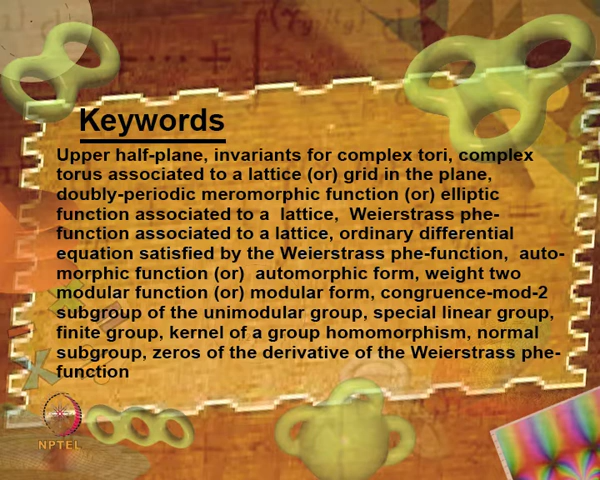 Keywords
Upper half-plane, invariants for complex tori, complex
torus associated to a lattice (or) grid in the plane,
doubly-periodic meromorphic function (or) elliptic
function associated to a  lattice,  Weierstrass phe-
function associated to a lattice, ordinary differential
equation satisfied by the Weierstrass phe-function,  auto-
morphic function (or)  automorphic form, weight two
modular function (or) modular form, congruence-mod-2
subgroup of the unimodular group, special linear group,
finite group, kernel of a group homomorphism, normal
subgroup, zeros of the derivative of the Weierstrass phe-
function
NPTEL